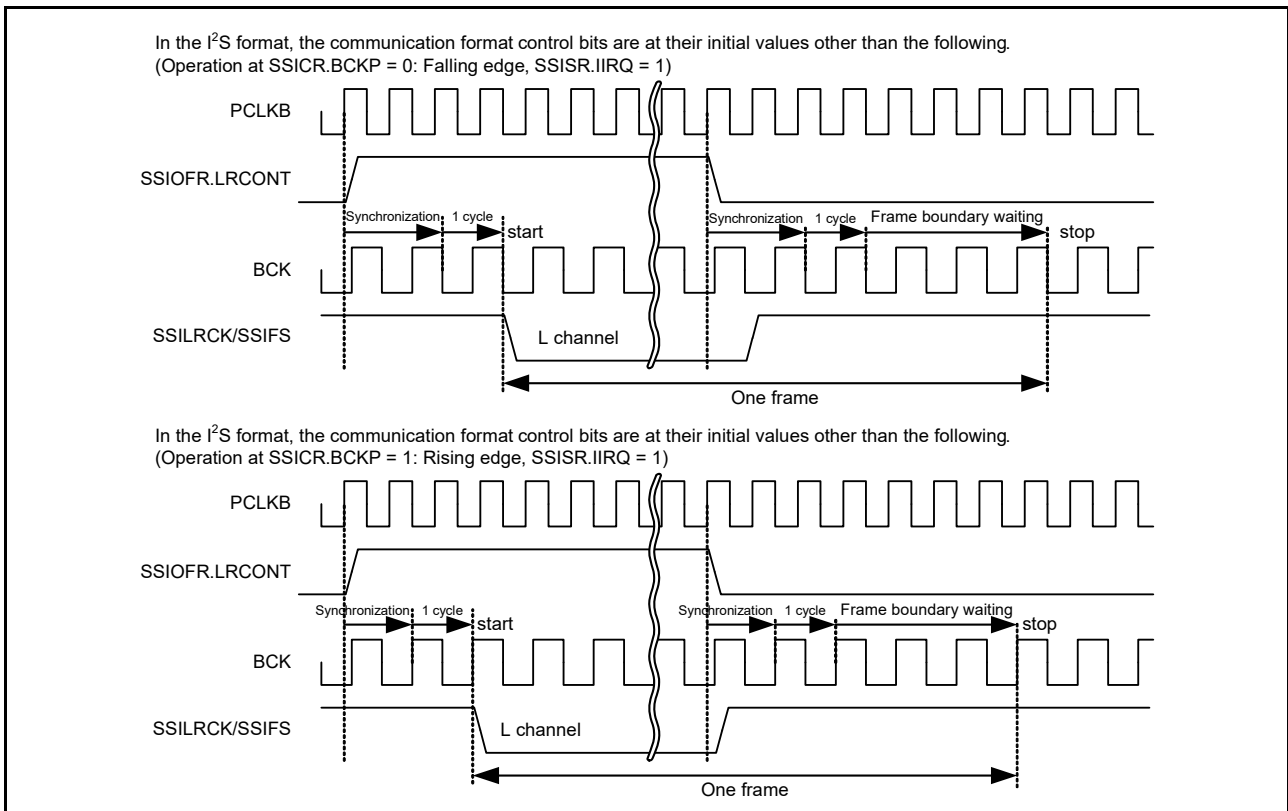 In the I²S format, the communication format control bits are at their initial values other than the following.
(Operation at SSICR.BCKP = 0: Falling edge, SSISR.IIRQ = 1)
PCLKB
SSIOFR.LRCONT
Synchronization 1 cycle start Synchronization 1 cycle Frame boundary waiting stop
BCK
SSILRCK/SSIFS L channel
One frame
In the I²S format, the communication format control bits are at their initial values other than the following.
(Operation at SSICR.BCKP = 1: Rising edge, SSISR.IIRQ = 1)
PCLKB
SSIOFR.LRCONT
Synchronization 1 cycle start Synchronization 1 cycle Frame boundary waiting stop
BCK
SSILRCK/SSIFS L channel
One frame